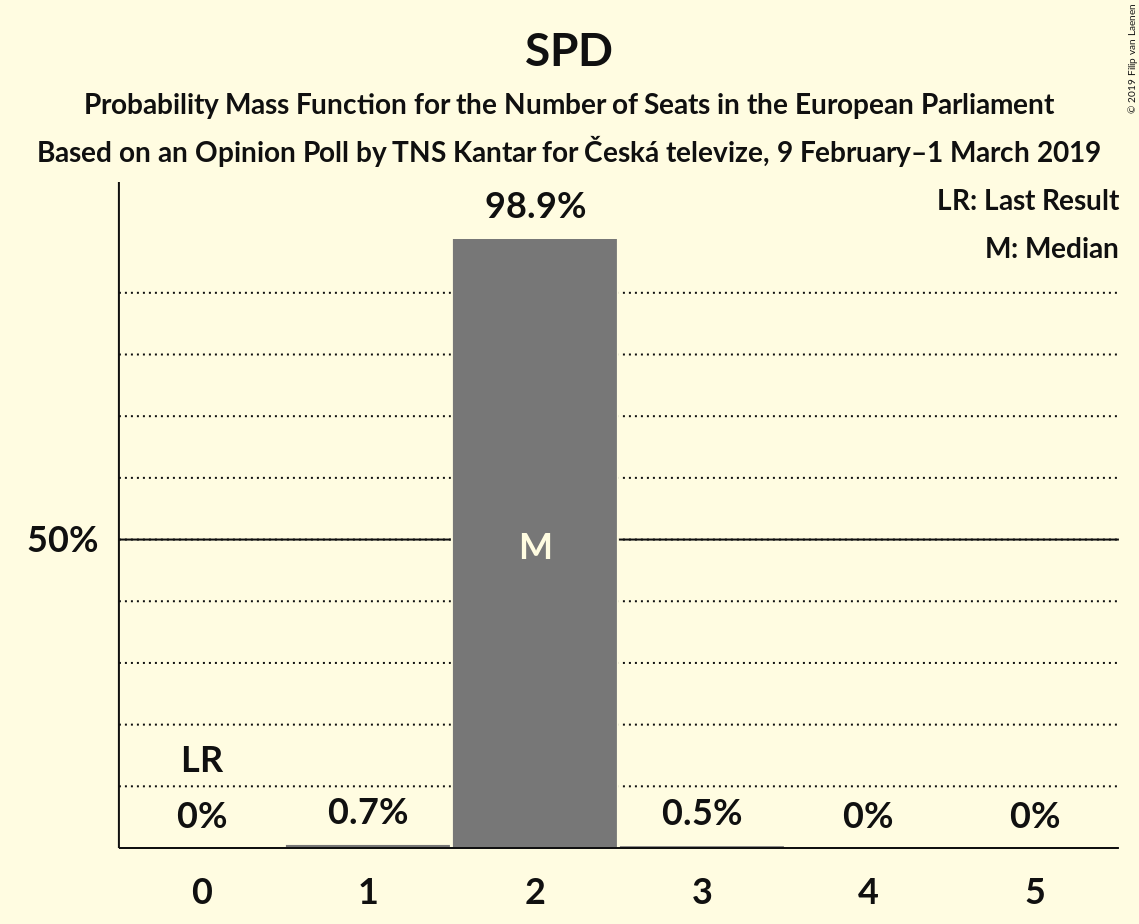 SPD
Probability Mass Function for the Number of Seats in the European Parliament
Based on an Opinion Poll by TNS Kantar for Česká televize, 9 February–1 March 2019
© 2019 Filip van Laenen
LR: Last Result
M: Median
98.9%
50%
M
LR
0%
0.7%
0.5%
0%
0%
0 1 2 3 4 5